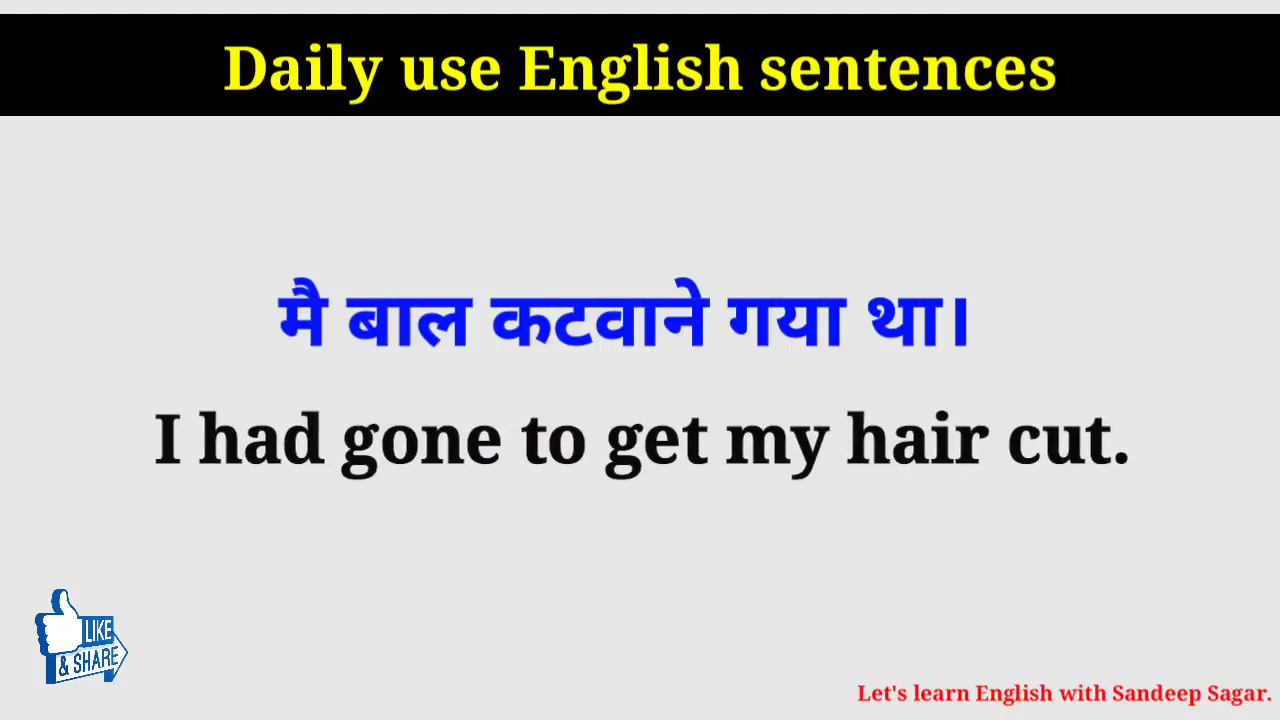 Daily use English sentences
मै बाल कटवाने गया था।
I had gone to get my hair cut.
LIKE
& SHARE
Let's learn English with Sandeep Sagar.